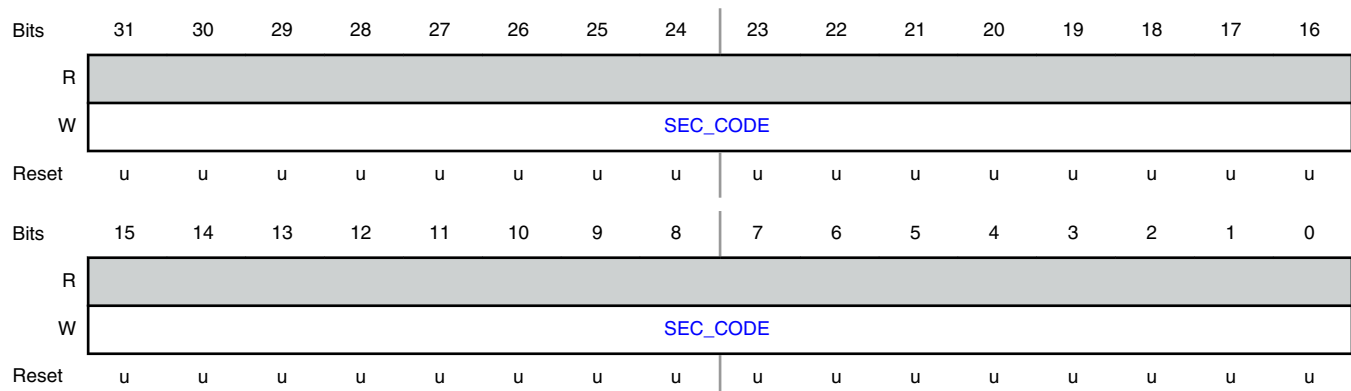 Bits 31 30 29 28 27 26 25 24 23 22 21 20 19 18 17 16
R
W SEC_CODE
Reset u u u u u u u u u u u u u u u u
Bits 15 14 13 12 11 10 9 8 7 6 5 4 3 2 1 0
R
W SEC_CODE
Reset u u u u u u u u u u u u u u u u